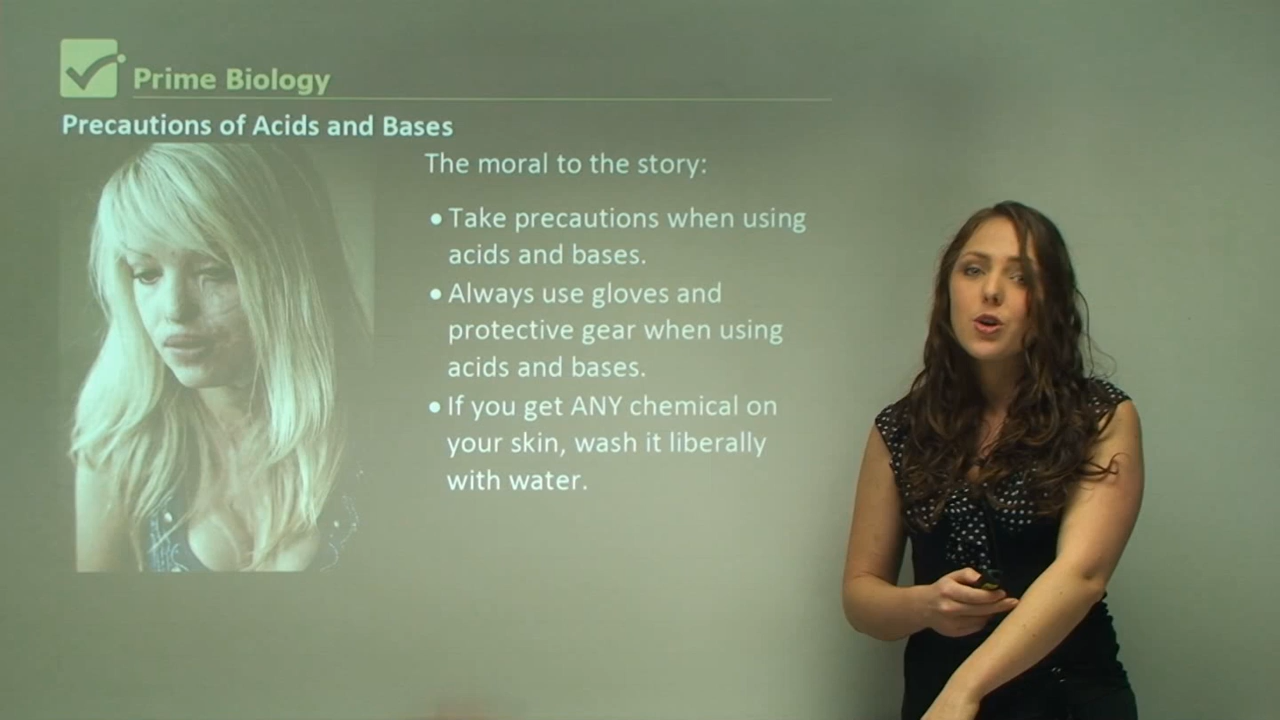 Prime Biology
Precautions of Acids and Bases
The moral to the story:
• Take precautions when using
acids and bases.
• Always use gloves and
protective gear when using
acids and bases.
• If you get ANY chemical on
your skin, wash it liberally
with water.